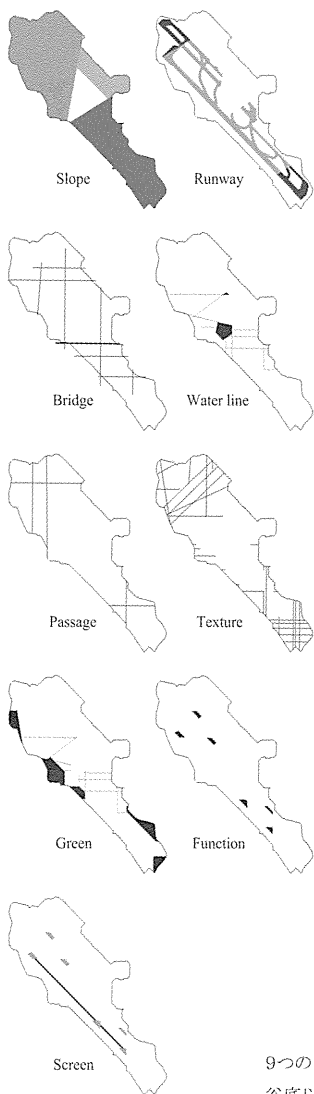 Slope
Runway
Bridge
Water line
Passage
Texture
Green
Function
Screen
9つの